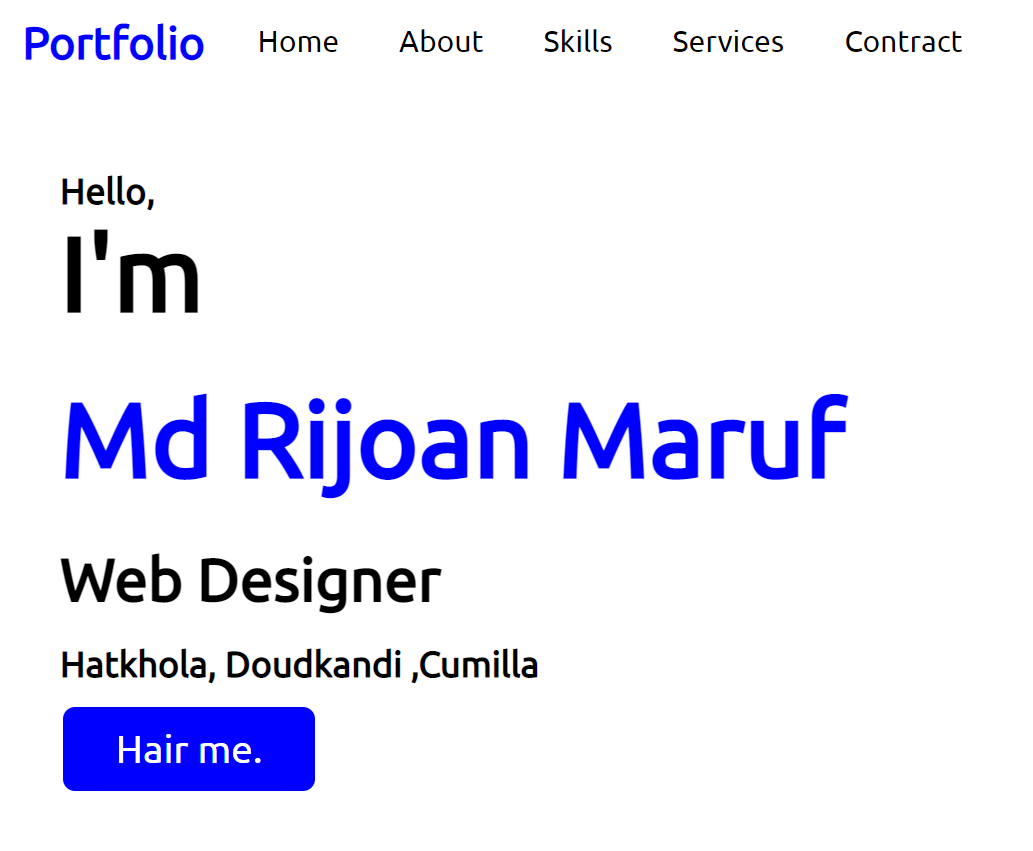 Portfolio Home About Skills Services Contract
Hello,
I'm
Md Rijoan Maruf
Web Designer
Hatkhola, Doudkandi ,Cumilla
Hair me.